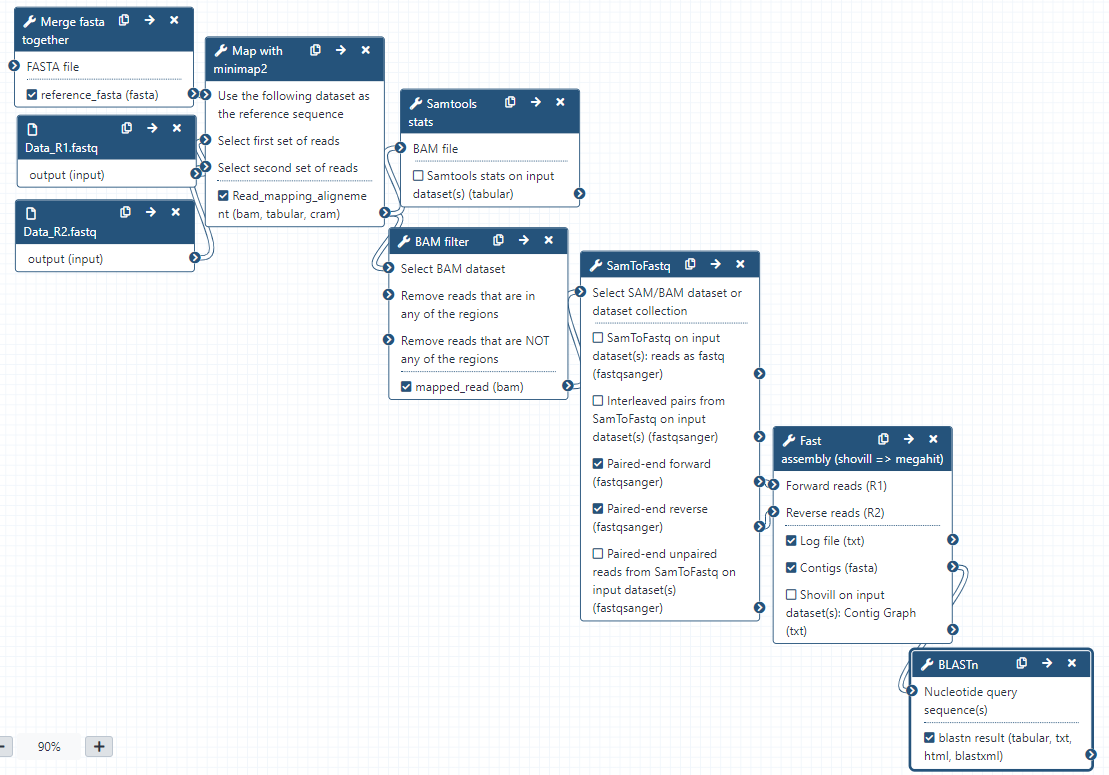 Merge fasta
together
FASTA file
reference_fasta (fasta)
Data_R1.fastq
output (input)
Data_R2.fastq
output (input)
Map with
minimap2
Use the following dataset as
the reference sequence
Select first set of reads
Select second set of reads
Read_mapping_aligneme
nt (bam, tabular, cram)
Samtools
stats
BAM file
Samtools stats on input
dataset(s) (tabular)
BAM filter
Select BAM dataset
Remove reads that are in
any of the regions
Remove reads that are NOT
any of the regions
mapped_read (bam)
SamToFastq
Select SAM/BAM dataset or
dataset collection
SamToFastq on input
dataset(s): reads as fastq
(fastqsanger)
Interleaved pairs from
SamToFastq on input
dataset(s) (fastqsanger)
Paired-end forward
(fastqsanger)
Paired-end reverse
(fastqsanger)
Paired-end unpaired
reads from SamToFastq on
input dataset(s)
(fastqsanger)
Fast
assembly (shovill => megahit)
Forward reads (R1)
Reverse reads (R2)
Log file (txt)
Contigs (fasta)
Shovill on input
dataset(s): Contig Graph
(txt)
BLASTn
Nucleotide query
sequence(s)
blastn result (tabular, txt,
html, blastxml)
90%